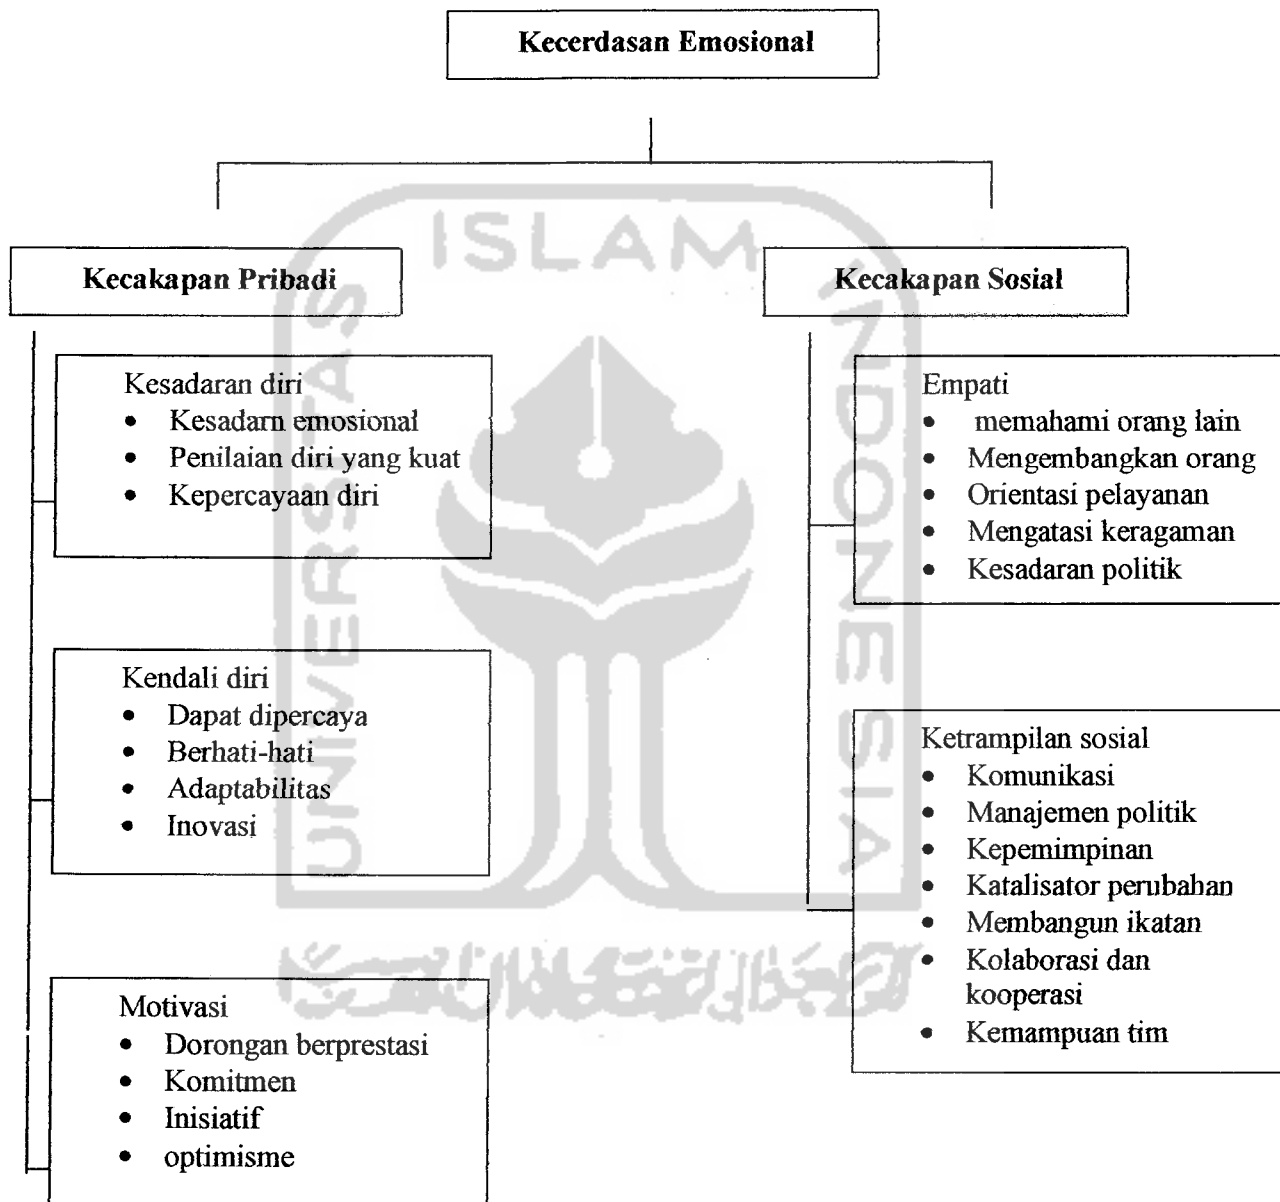 Kecerdasan Emosional
Kecakapan Pribadi
Kesadaran diri
• Kesadarn emosional
• Penilaian diri yang kuat
• Kepercayaan diri
Kendali diri
• Dapat dipercaya
• Berhati-hati
• Adaptabilitas
• Inovasi
Motivasi
• Dorongan berprestasi
• Komitmen
• Inisiatif
• optimisme
Kecakapan Sosial
Empati
• memahami orang lain
• Mengembangkan orang
• Orientasi pelayanan
• Mengatasi keragaman
• Kesadaran politik
Ketrampilan sosial
• Komunikasi
• Manajemen politik
• Kepemimpinan
• Katalisator perubahan
• Membangun ikatan
• Kolaborasi dan
kooperasi
• Kemampuan tim
UNIVERSITAS
ISLAM
INDONESIA